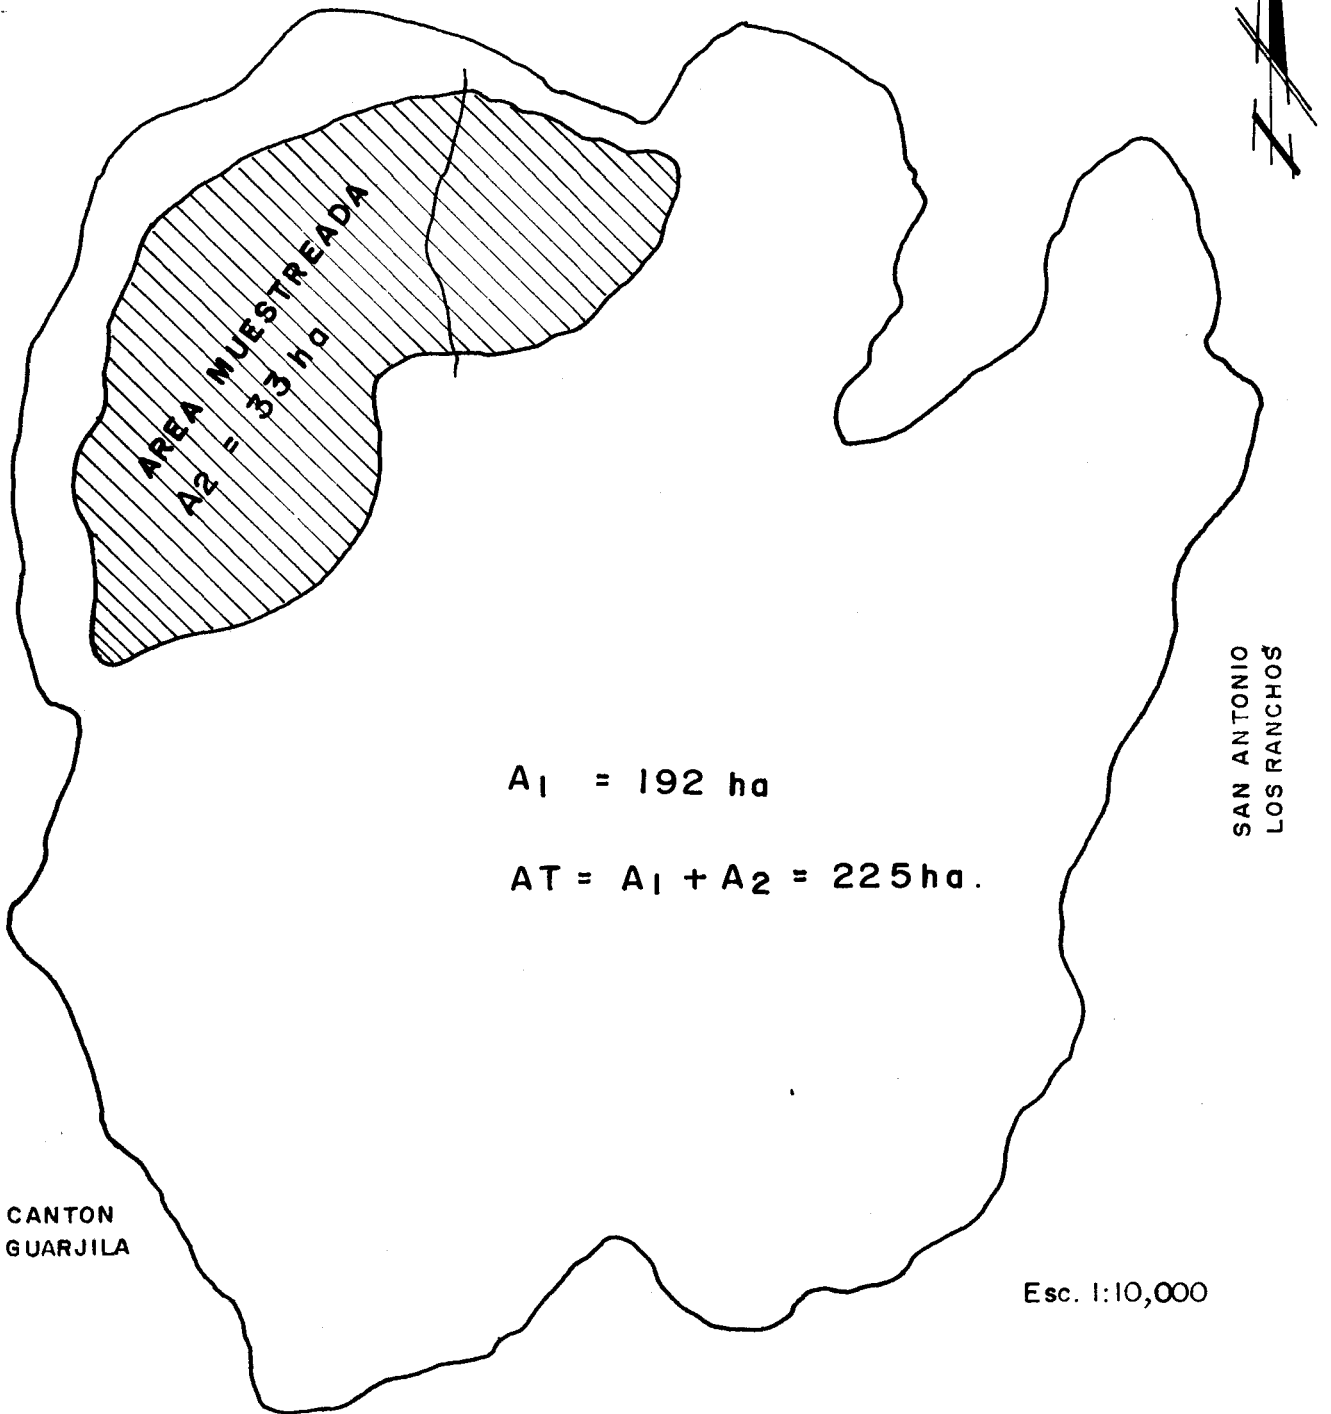 AREA MUESTREADA
A2 = 33 ha
A1 = 192 ha
AT = A1 + A2 = 225 ha.
SAN ANTONIO
LOS RANCHOS
CANTON
GUARJILA
Esc. 1:10,000